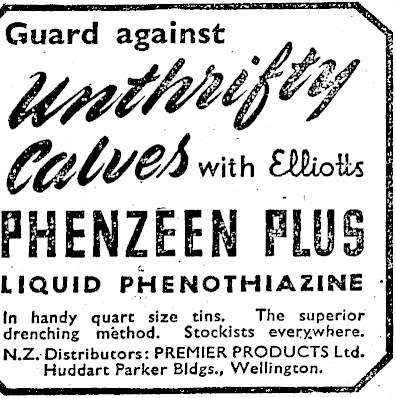 Guard against
Unthrifty
Calves with Elliotts
PHENZEEN PLUS
LIQUID PHENOTHIAZINE
In handy quart size tins. The superior
drenching method. Stockists everywhere.
N.Z. Distributors: PREMIER PRODUCTS Ltd.
Huddart Parker Bldgs., Wellington.